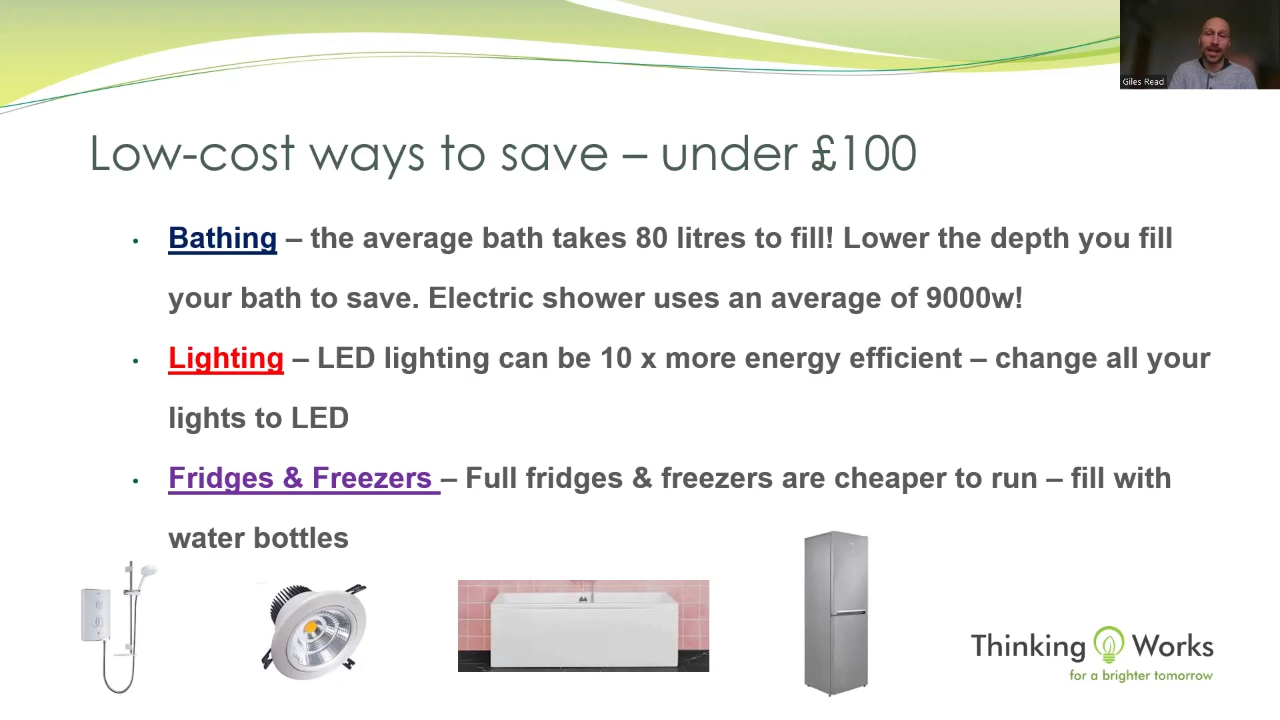 Giles Read
Low-cost ways to save – under £100
• Bathing – the average bath takes 80 litres to fill! Lower the depth you fill
your bath to save. Electric shower uses an average of 9000w!
• Lighting – LED lighting can be 10 x more energy efficient – change all your
lights to LED
• Fridges & Freezers – Full fridges & freezers are cheaper to run – fill with
water bottles
Thinking Works
for a brighter tomorrow